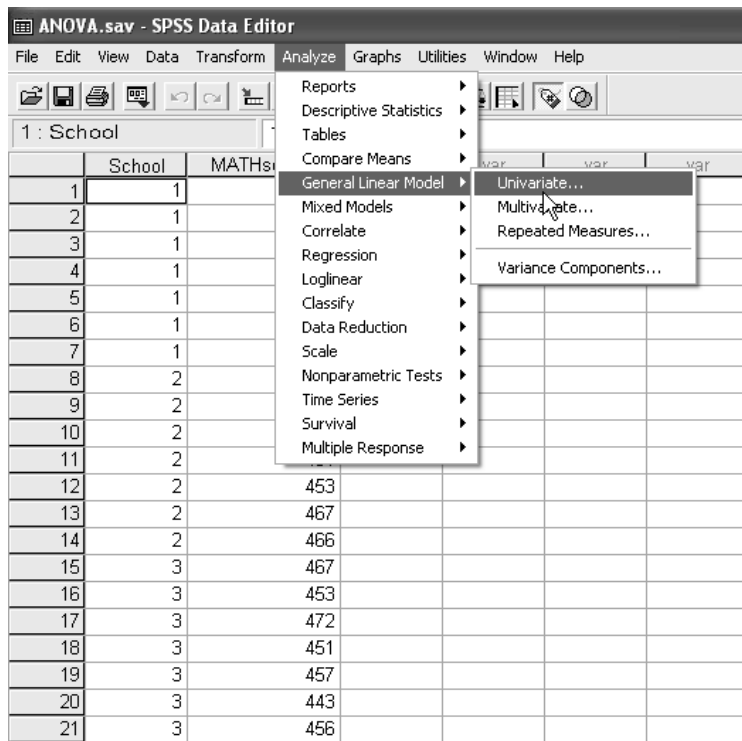 ANOVA.sav - SPSS Data Editor
File Edit View Data Transform Analyze Graphs Utilities Window Help
1 : School
School MATHs var var var
Reports
Descriptive Statistics
Tables
Compare Means
General Linear Model
Mixed Models
Correlate
Regression
Loglinear
Classify
Data Reduction
Scale
Nonparametric Tests
Time Series
Survival
Multiple Response
Univariate...
Multivariate...
Repeated Measures...
Variance Components...
1 1
2 1
3 1
4 1
5 1
6 1
7 1
8 2
9 2
10 2
11 2
12 2 453
13 2 467
14 2 466
15 3 467
16 3 453
17 3 472
18 3 451
19 3 457
20 3 443
21 3 456